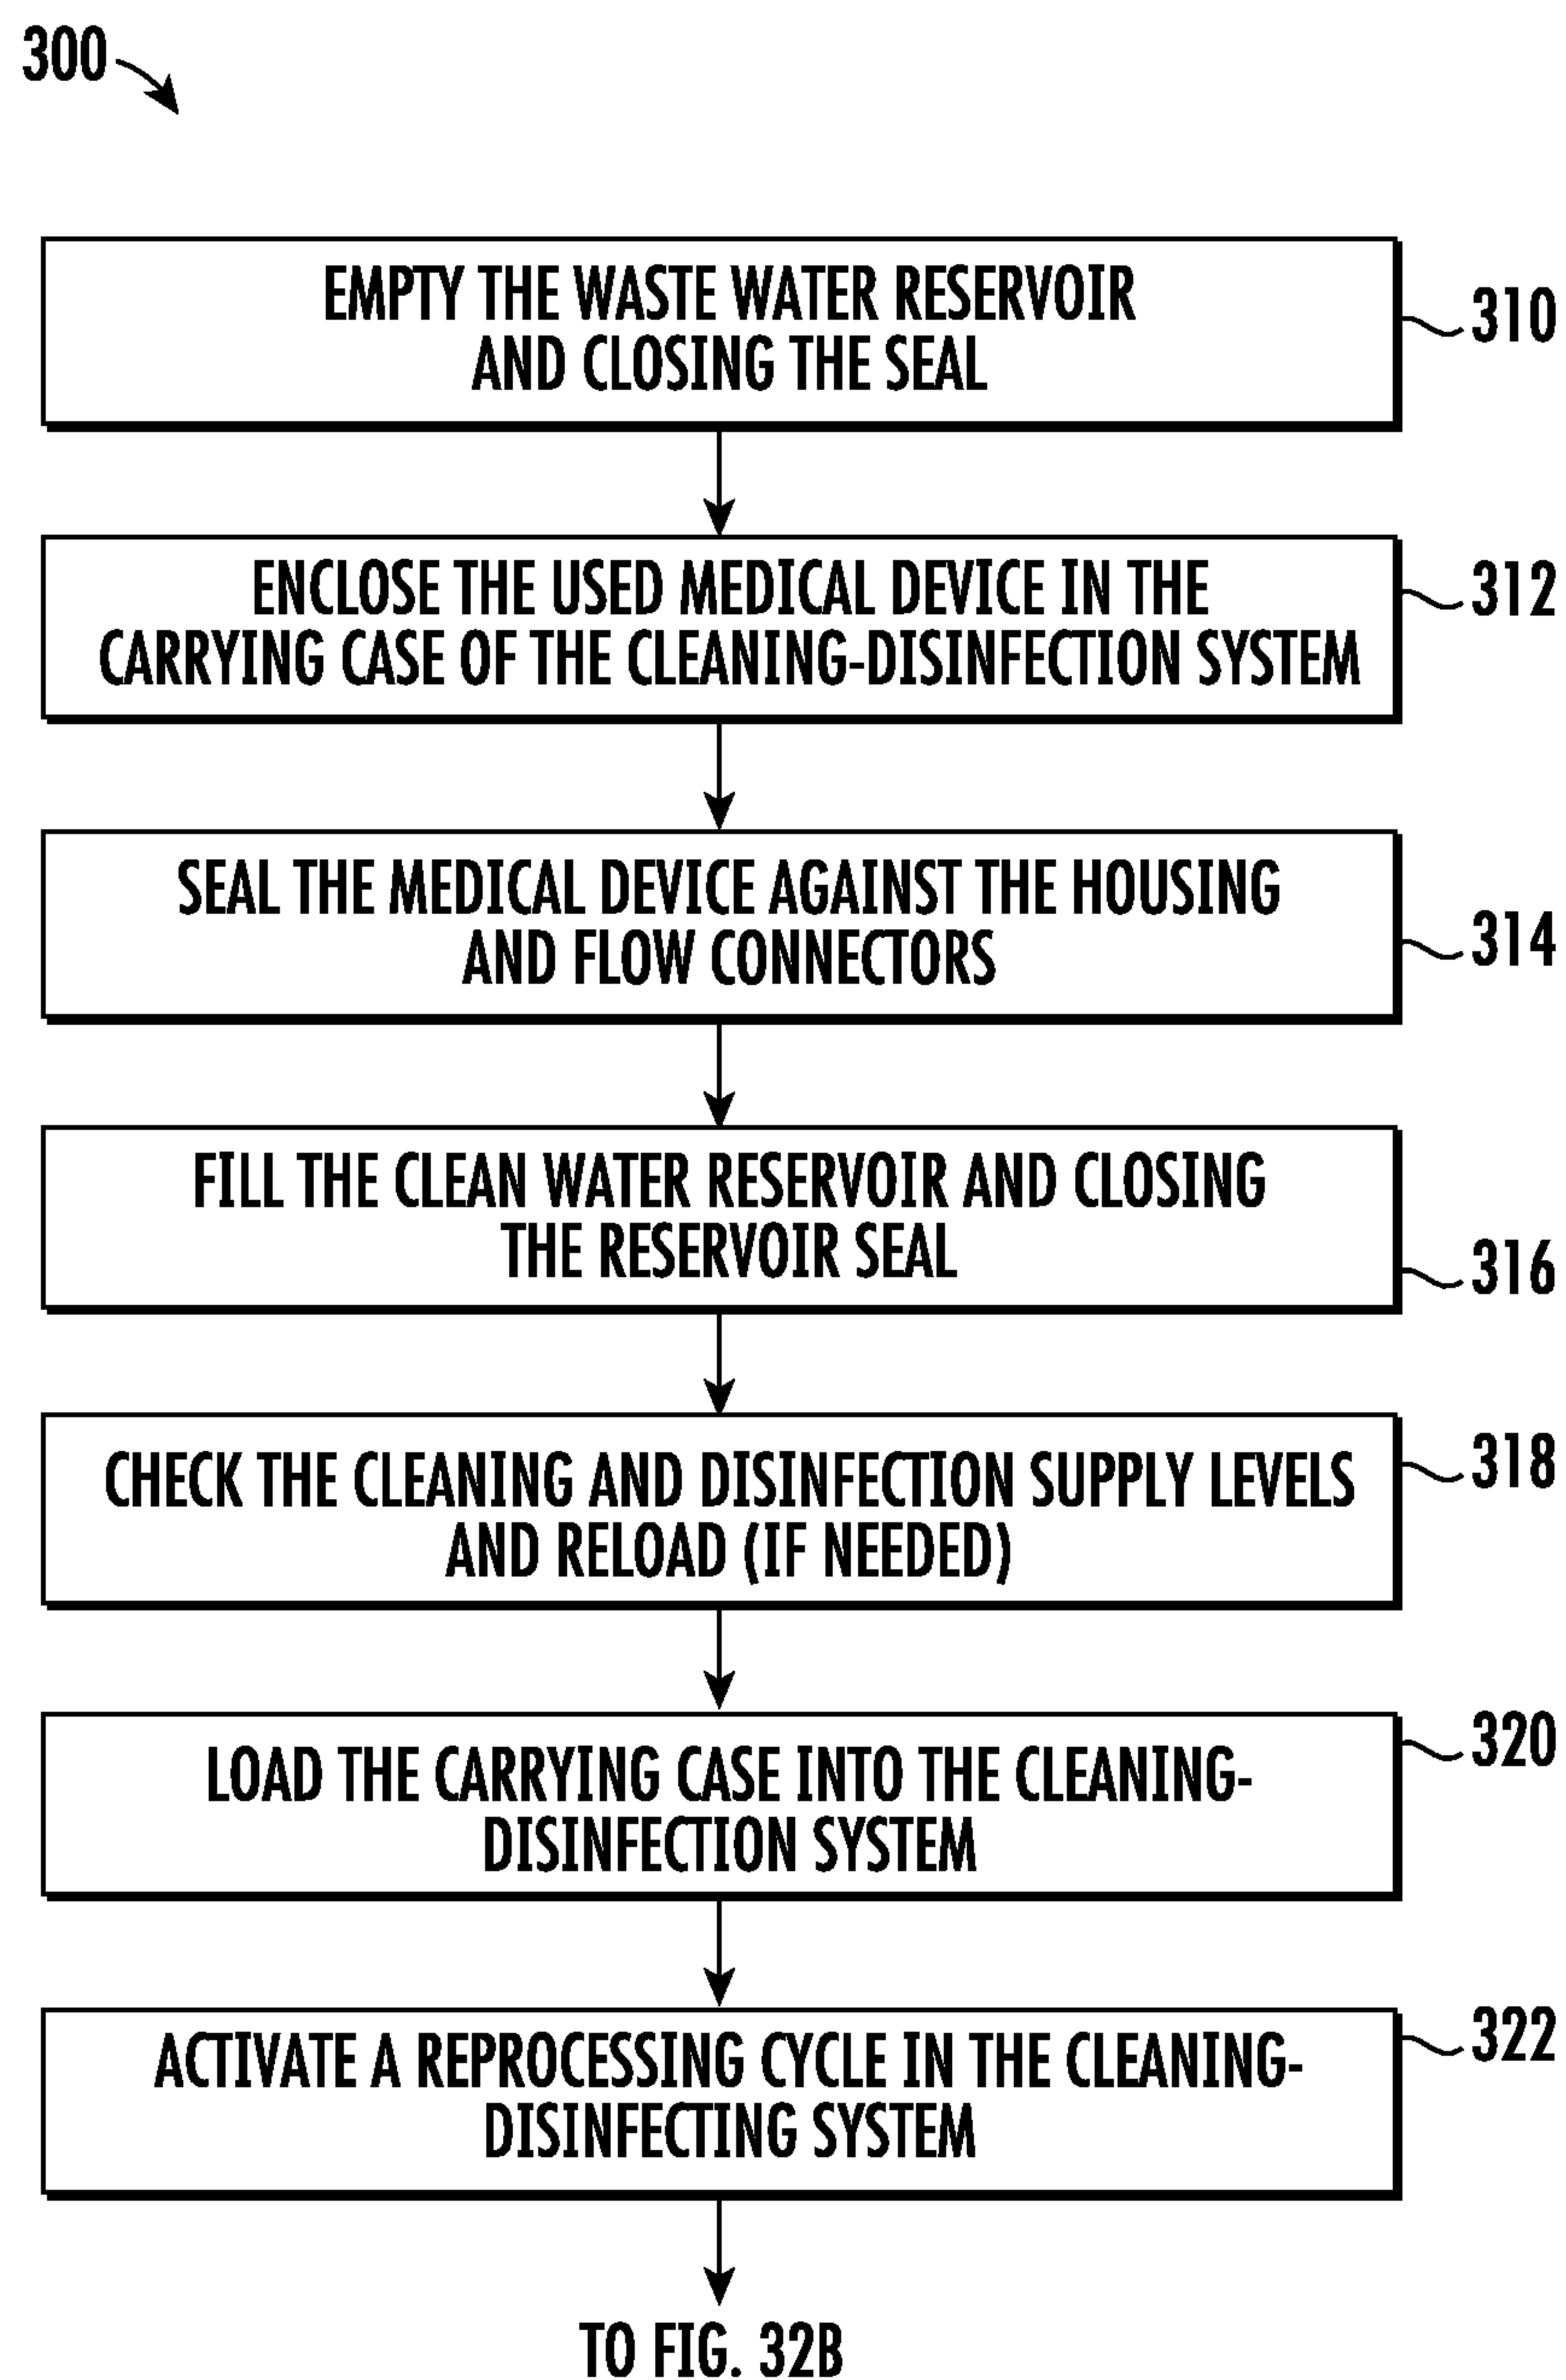 300
EMPTY THE WASTE WATER RESERVOIR
AND CLOSING THE SEAL
310
ENCLOSE THE USED MEDICAL DEVICE IN THE
CARRYING CASE OF THE CLEANING-DISINFECTION SYSTEM
312
SEAL THE MEDICAL DEVICE AGAINST THE HOUSING
AND FLOW CONNECTORS
314
FILL THE CLEAN WATER RESERVOIR AND CLOSING
THE RESERVOIR SEAL
316
CHECK THE CLEANING AND DISINFECTION SUPPLY LEVELS
AND RELOAD (IF NEEDED)
318
LOAD THE CARRYING CASE INTO THE CLEANING-
DISINFECTION SYSTEM
320
ACTIVATE A REPROCESSING CYCLE IN THE CLEANING-
DISINFECTING SYSTEM
322
TO FIG. 32B